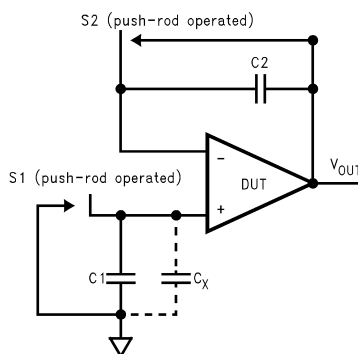 S2 (push-rod operated)
C2
-
S1 (push-rod operated)
DUT
VOUT
+
C1
CX